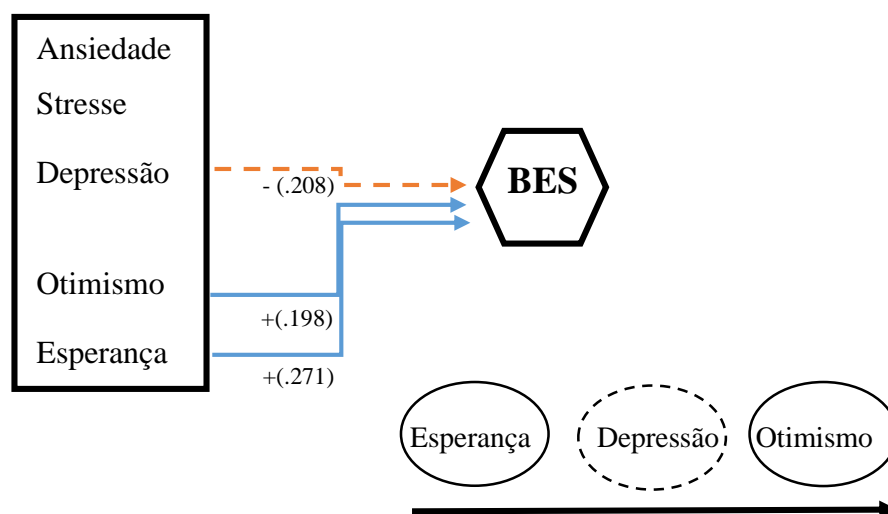 Ansiedade
Stresse
Depressão
- (.208)
BES
Otimismo
+(.198)
Esperança
+(.271)
Esperança
Depressão
Otimismo